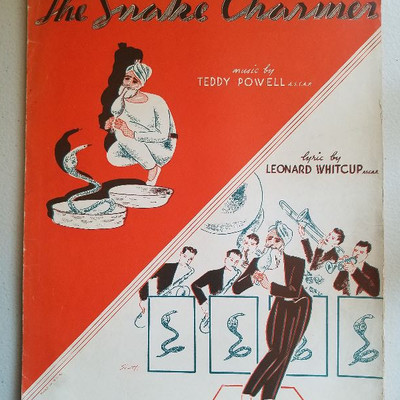 The Snake Charmer
music by
TEDDY POWELL A.S.C.A.P.
lyric by
LEONARD WHITCUP ASCAP